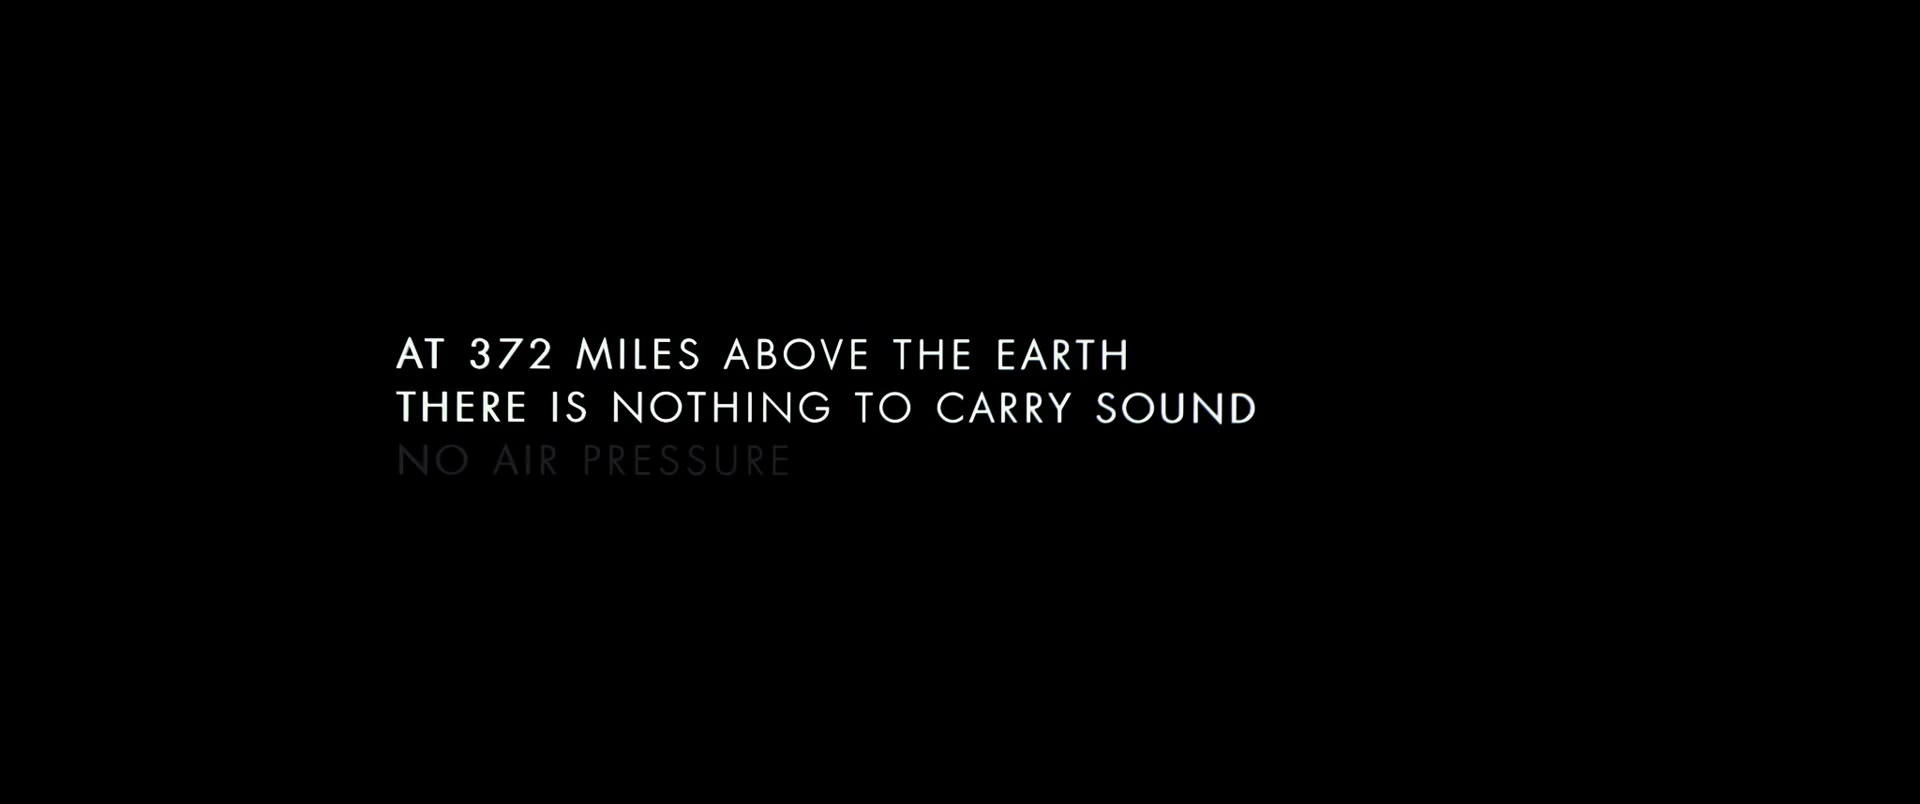 AT 372 MILES ABOVE THE EARTH
THERE IS NOTHING TO CARRY SOUND
NO AIR PRESSURE